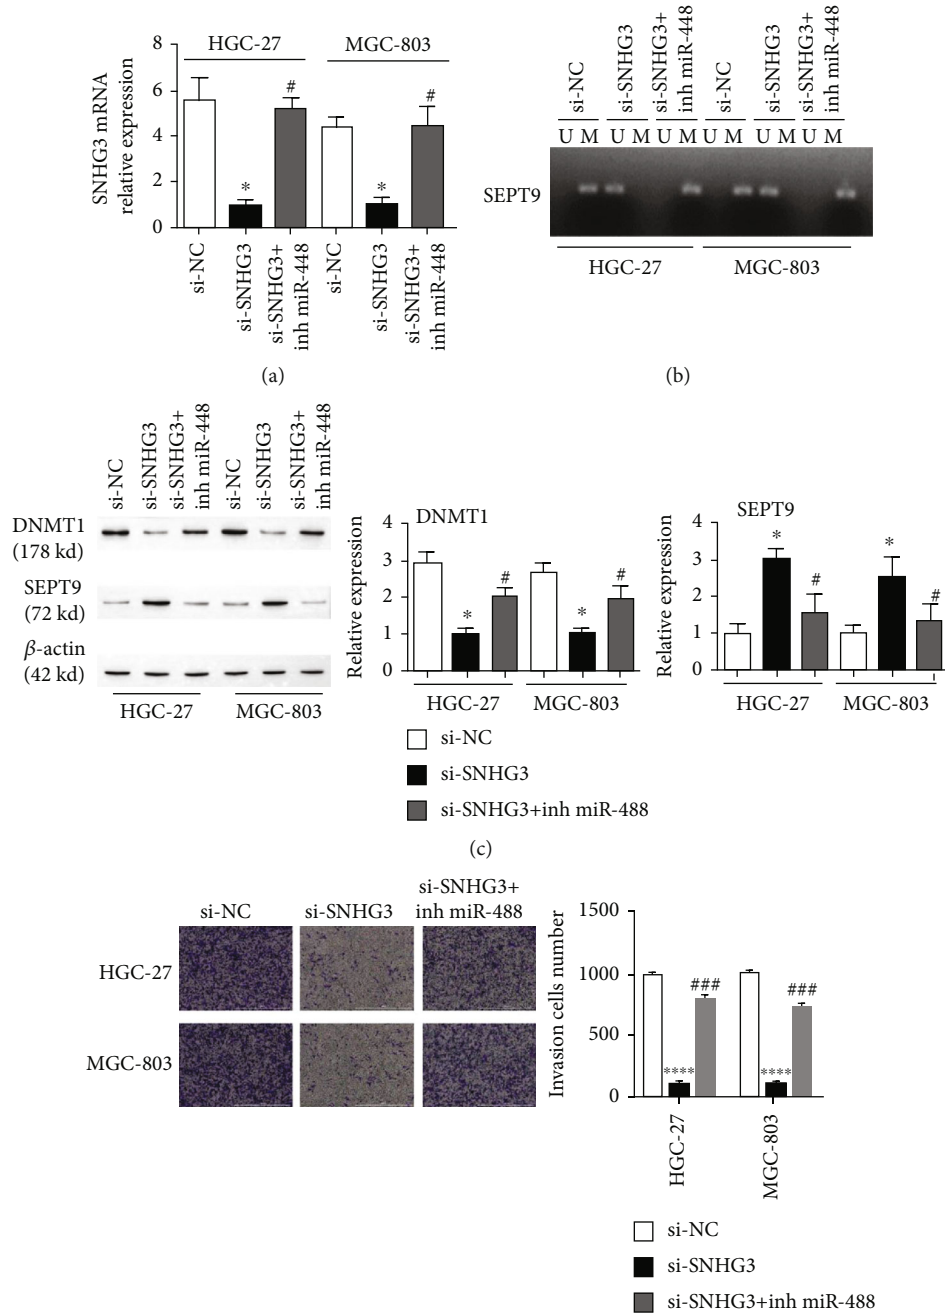 HGC-27
MGC-803
SNHG3 mRNA
relative expression
8
6
4
2
0
*
#
*
#
si-NC
si-SNHG3
si-SNHG3+
inh miR-448
si-NC
si-SNHG3
si-SNHG3+
inh miR-448
(a)
si-NC
si-SNHG3
si-SNHG3+
inh miR-448
si-NC
si-SNHG3
si-SNHG3+
inh miR-448
U M U M U M U M U M U M
SEPT9
HGC-27
MGC-803
(b)
si-NC
si-SNHG3
si-SNHG3+
inh miR-448
si-NC
si-SNHG3
si-SNHG3+
inh miR-448
DNMT1
(178 kd)
SEPT9
(72 kd)
β-actin
(42 kd)
HGC-27
MGC-803
DNMT1
Relative expression
4
3
2
1
0
*
#
*
#
HGC-27
MGC-803
SEPT9
Relative expression
4
3
2
1
0
*
#
*
#
HGC-27
MGC-803
si-NC
si-SNHG3
si-SNHG3+inh miR-488
(c)
si-NC
si-SNHG3
si-SNHG3+
inh miR-488
HGC-27
MGC-803
Invasion cells number
1500
1000
500
0
****
###
****
###
HGC-27
MGC-803
si-NC
si-SNHG3
si-SNHG3+inh miR-488